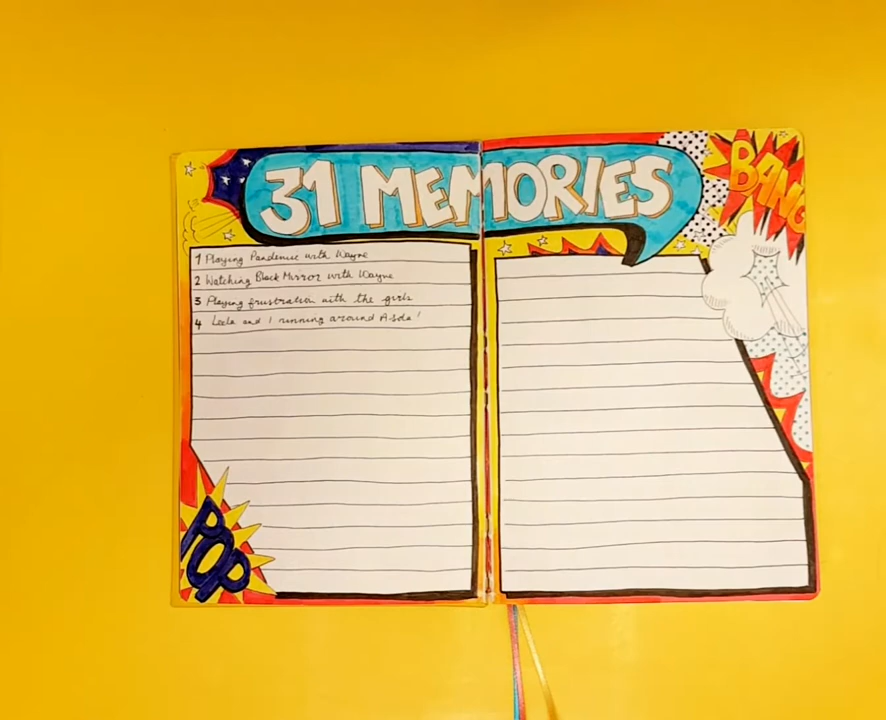 31 MEMORIES
BANG
1 Playing Pandemic with Wayne
2 Watching Black Mirror with Wayne
3 Playing frustration with the girls
4 and I running around Asda!
POP